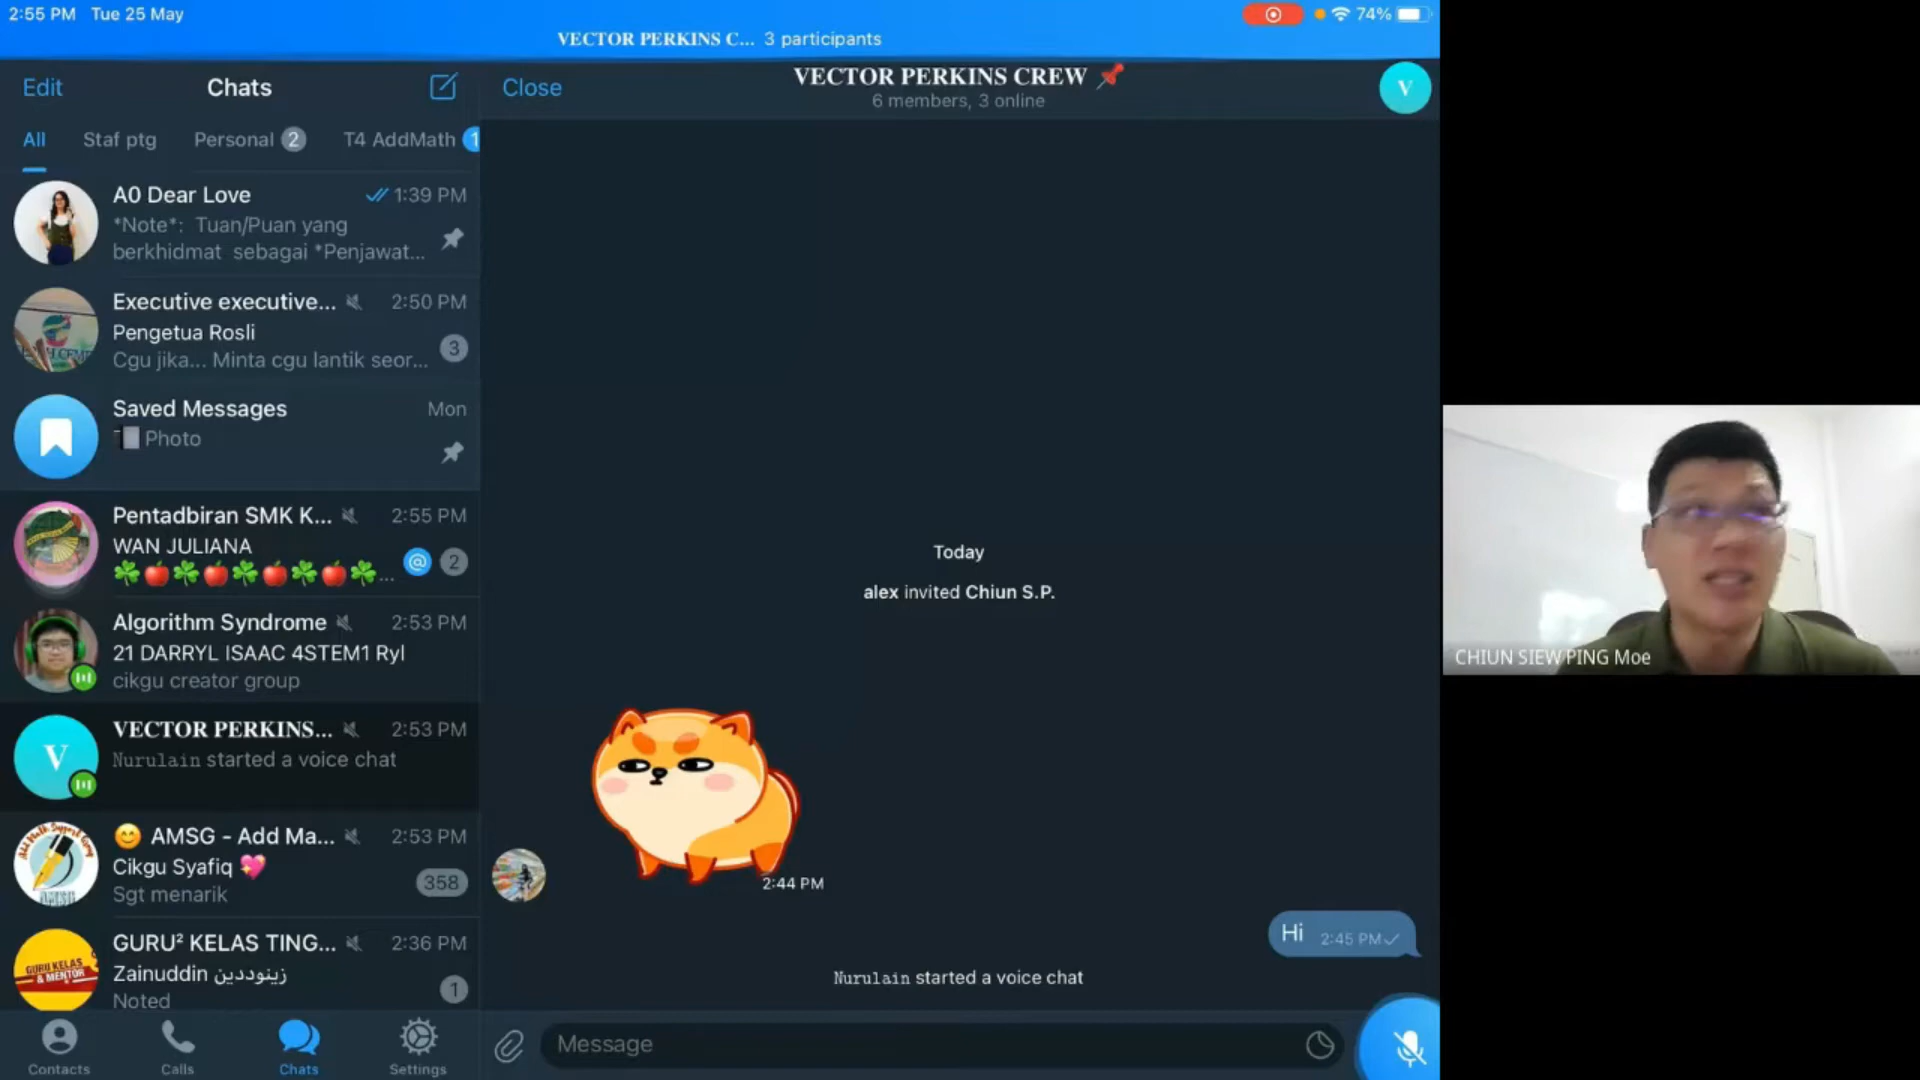 2:55 PM Tue 25 May
74%
VECTOR PERKINS C... 3 participants
Edit
Chats
All
Staf ptg
Personal 2
T4 AddMath 1
A0 Dear Love
1:39 PM
*Note*: Tuan/Puan yang
berkhidmat sebagai *Penjawat...
Executive executive...
2:50 PM
Pengetua Rosli
Cgu jika... Minta cgu lantik seor...
3
Saved Messages
Mon
Photo
Pentadbiran SMK K...
2:55 PM
WAN JULIANA
☘️🍎☘️🍎☘️🍎☘️🍎☘️...
@ 2
Algorithm Syndrome
2:53 PM
21 DARRYL ISAAC 4STEM1 Ryl
cikgu creator group
V
VECTOR PERKINS...
2:53 PM
Nurulain started a voice chat
😊 AMSG - Add Ma...
2:53 PM
Cikgu Syafiq 💖
Sgt menarik
358
GURU KELAS
& MENTOR
GURU² KELAS TING...
2:36 PM
Zainuddin زينوددين
Noted
1
Contacts
Calls
Chats
Settings
Close
VECTOR PERKINS CREW 📌
6 members, 3 online
V
Today
alex invited Chiun S.P.
2:44 PM
Hi 2:45 PM
Nurulain started a voice chat
Message
CHIUN SIEW PING Moe